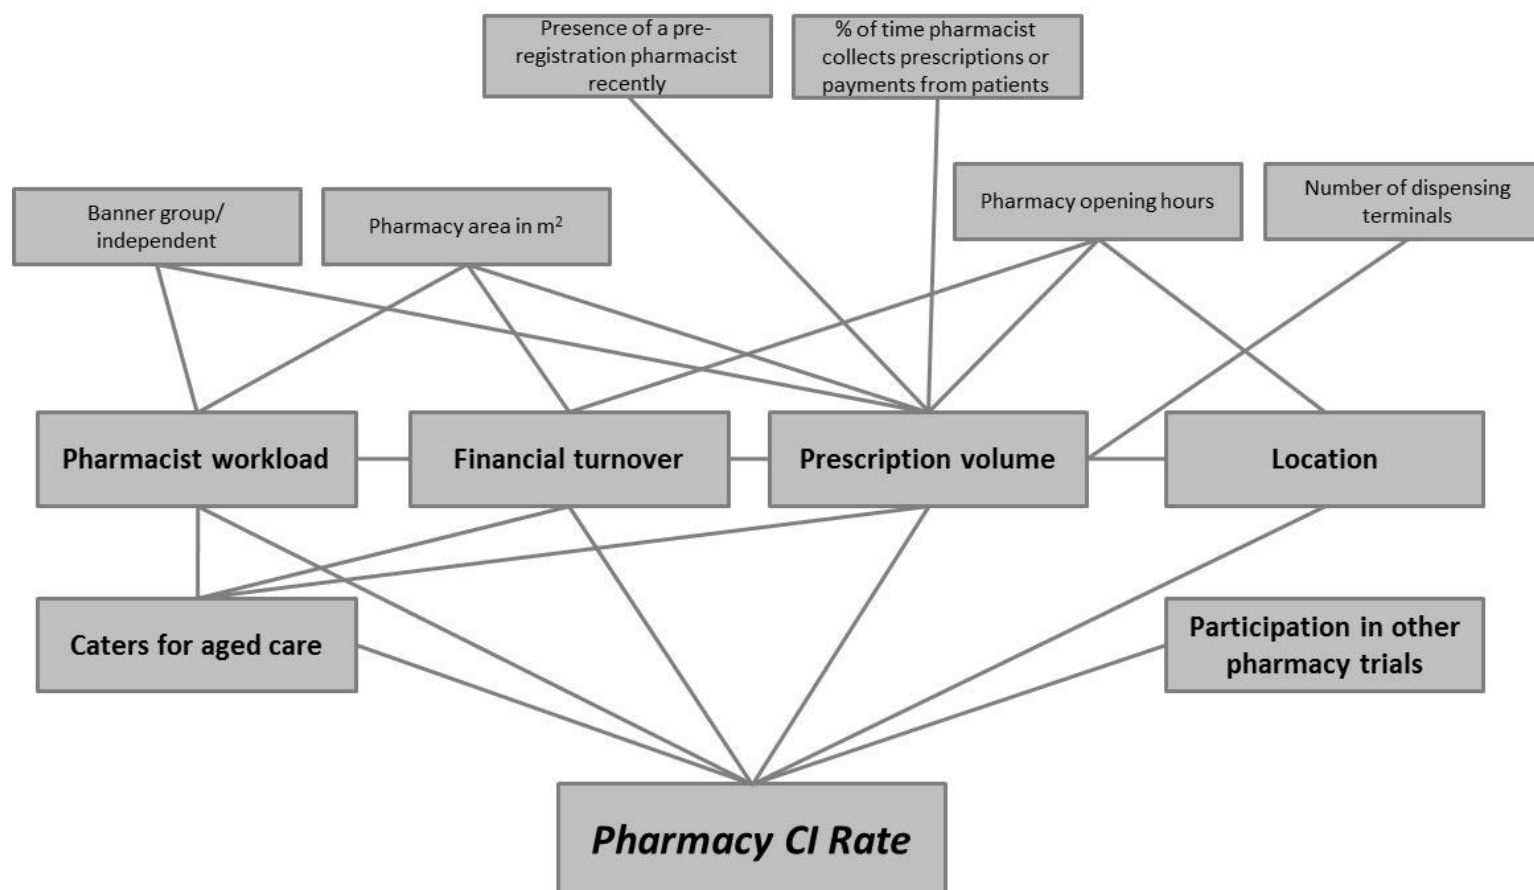 Presence of a pre-
registration pharmacist
recently
% of time pharmacist
collects prescriptions or
payments from patients
Banner group/
independent
Pharmacy area in m²
Pharmacy opening hours
Number of dispensing
terminals
Pharmacist workload
Financial turnover
Prescription volume
Location
Caters for aged care
Participation in other
pharmacy trials
Pharmacy CI Rate